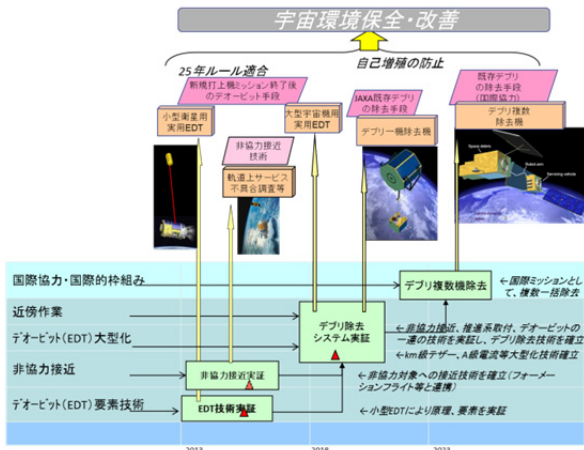 宇宙環境保全・改善
25年ルール適合
自己増殖の防止
新規打上機ミッション終了後
のデオービット手段
小型衛星用
実用EDT
非協力接近
技術
軌道上サービス
不具合調査等
大型宇宙機用
実用EDT
JAXA既存デブリ
の除去手段
デブリ一機除去機
既存デブリ
の除去手段
(国際協力)
デブリ複数
除去機
Space debris
Robot arm
Servicing vehicle
国際協力・国際的枠組み
デブリ複数機除去
←国際ミッションとし
て、複数一括除去
近傍作業
デオービット(EDT)大型化
デブリ除去
システム実証
←非協力接近、推進系取付、デオービットの
一連の技術を実証し、デブリ除去技術を確立
←km級テザー、A級電流等大型化技術確立
非協力接近
非協力接近実証
←非協力対象への接近技術を確立(フォーメー
ションフライト等と連携)
デオービット(EDT)要素技術
EDT技術実証
←小型EDTにより原理、要素を実証